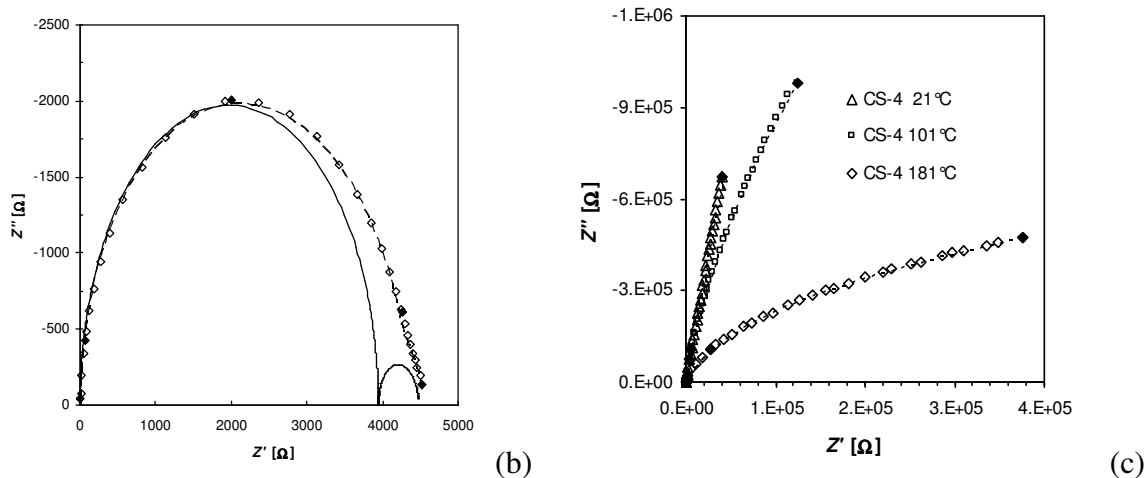 -2500
-2000
-1500
-1000
-500
0
Z'' [Ω]
0 1000 2000 3000 4000 5000
Z' [Ω]
(b)
-1.E+06
-9.E+05
-6.E+05
-3.E+05
0.E+00
Z'' [Ω]
CS-4 21°C
CS-4 101°C
CS-4 181°C
0.E+00 1.E+05 2.E+05 3.E+05 4.E+05
Z' [Ω]
(c)